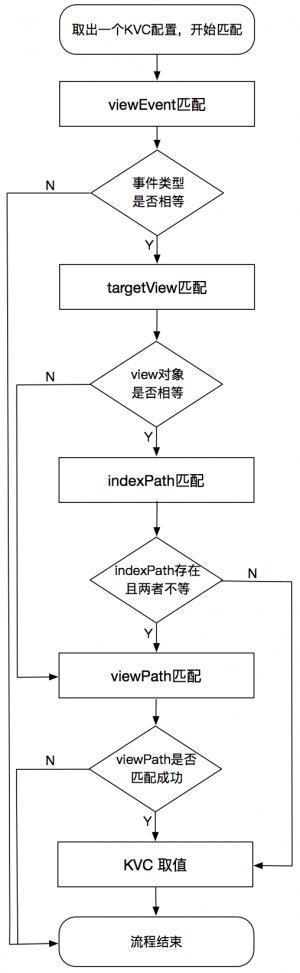 取出一个KVC配置，开始匹配
viewEvent匹配
N
事件类型
是否相等
Y
targetView匹配
N
view对象
是否相等
Y
indexPath匹配
indexPath存在
且两者不等
N
Y
viewPath匹配
N
viewPath是否
匹配成功
Y
KVC 取值
流程结束